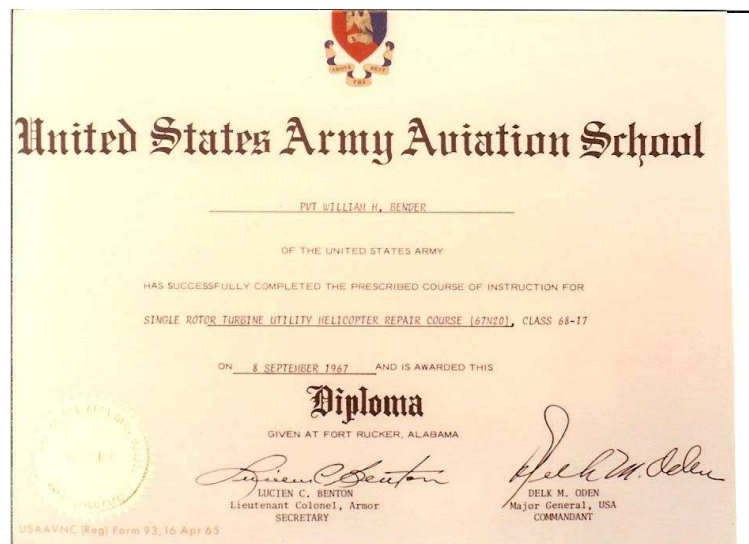 ABOVE THE BEST
United States Army Aviation School
PVT WILLIAM H. BENDER
OF THE UNITED STATES ARMY
HAS SUCCESSFULLY COMPLETED THE PRESCRIBED COURSE OF INSTRUCTION FOR
SINGLE ROTOR TURBINE UTILITY HELICOPTER REPAIR COURSE (67N20), CLASS 68-17
ON 8 SEPTEMBER 1967 AND IS AWARDED THIS
Diploma
GIVEN AT FORT RUCKER, ALABAMA
Lucien C Benton
Delk M. Oden
LUCIEN C. BENTON
Lieutenant Colonel, Armor
SECRETARY
DELK M. ODEN
Major General, USA
COMMANDANT
USAAVNC (Reg) Form 93, 16 Apr 65